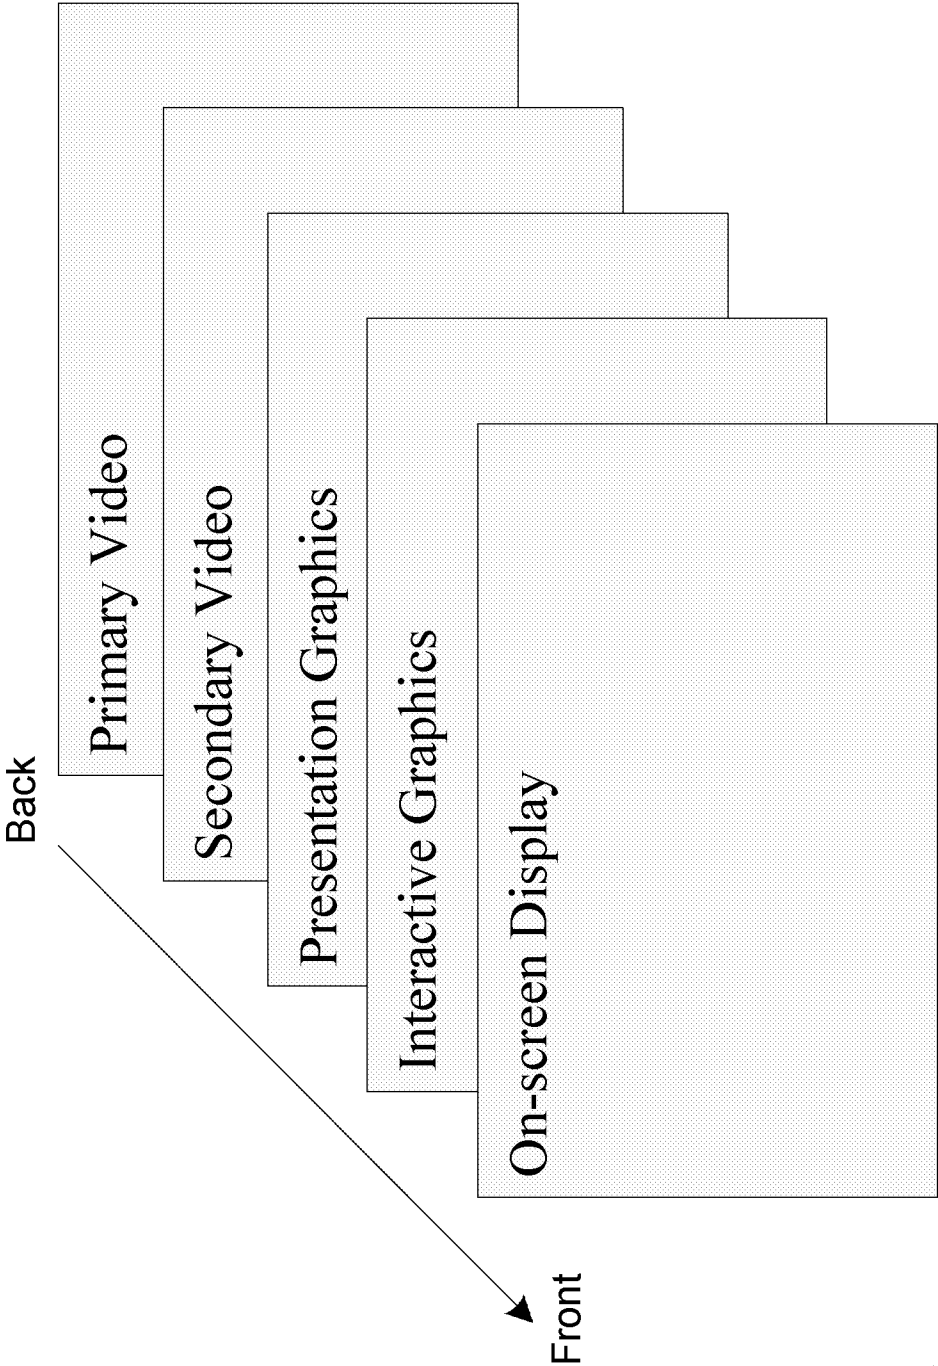 Back
Primary Video
Secondary Video
Presentation Graphics
Interactive Graphics
On-screen Display
Front